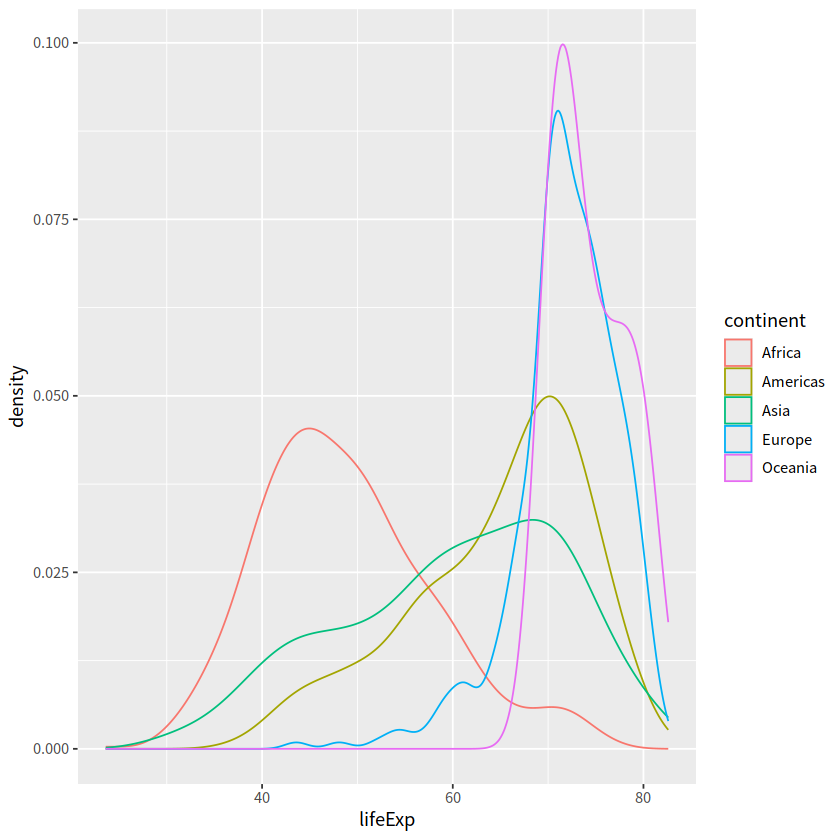 0.100
0.075
0.050
0.025
0.000
density
40
60
80
lifeExp
continent
Africa
Americas
Asia
Europe
Oceania